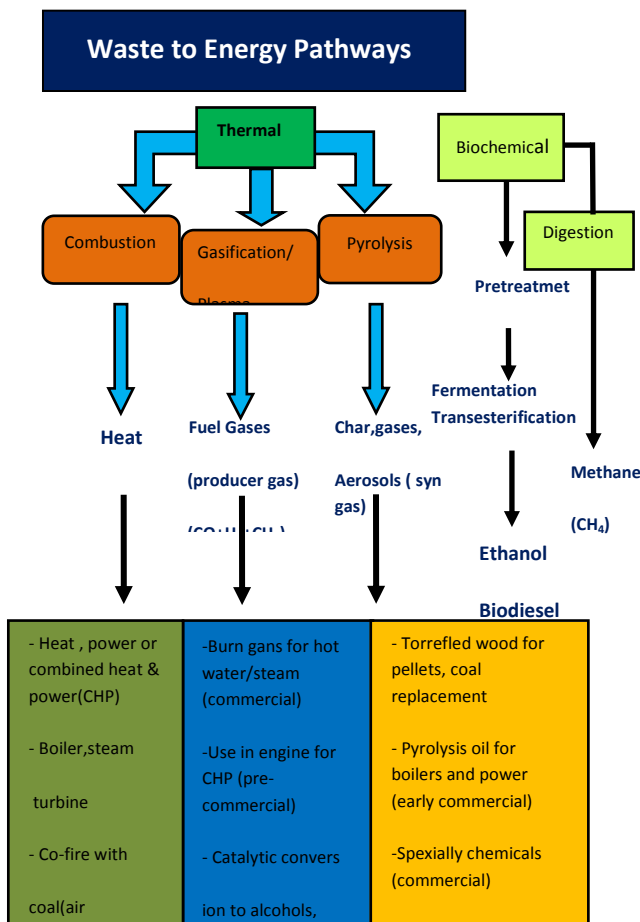 Waste to Energy Pathways
Thermal
Biochemical
Combustion
Gasification/
Plasma
Pyrolysis
Digestion
Pretreatmet
Heat
Fuel Gases
(producer gas)
(CO+H₂+CH₄)
Char,gases,
Aerosols ( syn
gas)
Fermentation
Transesterification
Methane
(CH₄)
Ethanol
Biodiesel
- Heat , power or
combined heat &
power(CHP)
- Boiler,steam
turbine
- Co-fire with
coal(air
-Burn gans for hot
water/steam
(commercial)
-Use in engine for
CHP (pre-
commercial)
- Catalytic convers
ion to alcohols,
- Torrefled wood for
pellets, coal
replacement
- Pyrolysis oil for
boilers and power
(early commercial)
-Spexially chemicals
(commercial)